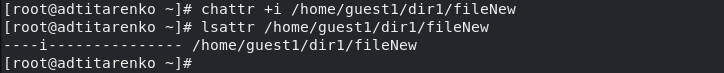 [root@adtitarenko ~]# chattr +i /home/guest1/dir1/fileNew
[root@adtitarenko ~]# lsattr /home/guest1/dir1/fileNew
----i--------------- /home/guest1/dir1/fileNew
[root@adtitarenko ~]#